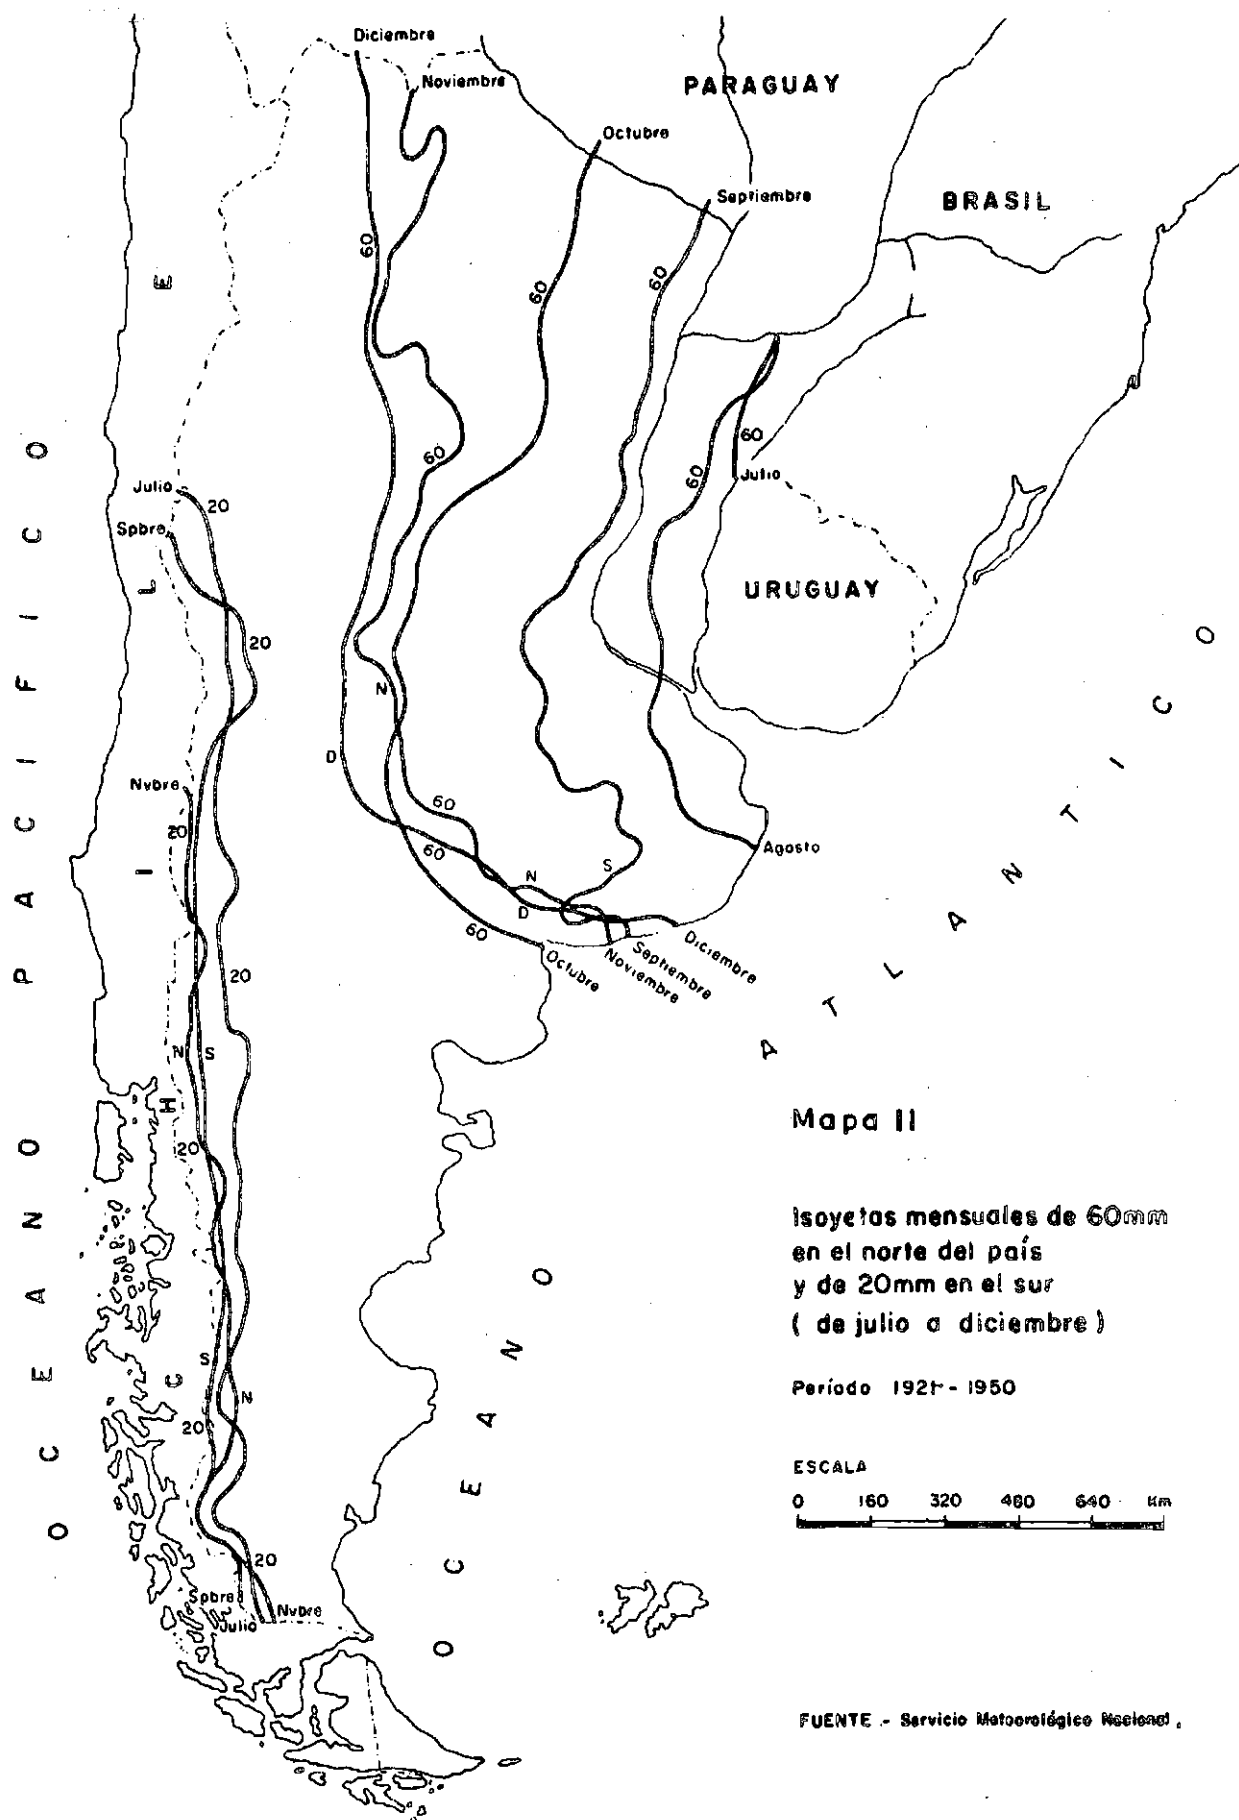 Diciembre
Noviembre
PARAGUAY
Octubre
Septiembre
BRASIL
60
60
60
60
60
60
Julio
60
Julio
20
Spbre
URUGUAY
20
N
D
Nvbre
20
60
60
Agosto
N
S
D
60
Octubre
Noviembre
Septiembre
Diciembre
20
N
S
20
S
N
20
20
Spbre
Julio
Nvbre
CHILE
OCEANO PACIFICO
OCEANO ATLANTICO
Mapa II
Isoyetas mensuales de 60mm
en el norte del país
y de 20mm en el sur
( de julio a diciembre )
Período 1921 - 1950
ESCALA
0 160 320 480 640 Km
FUENTE - Servicio Meteorológico Nacional.